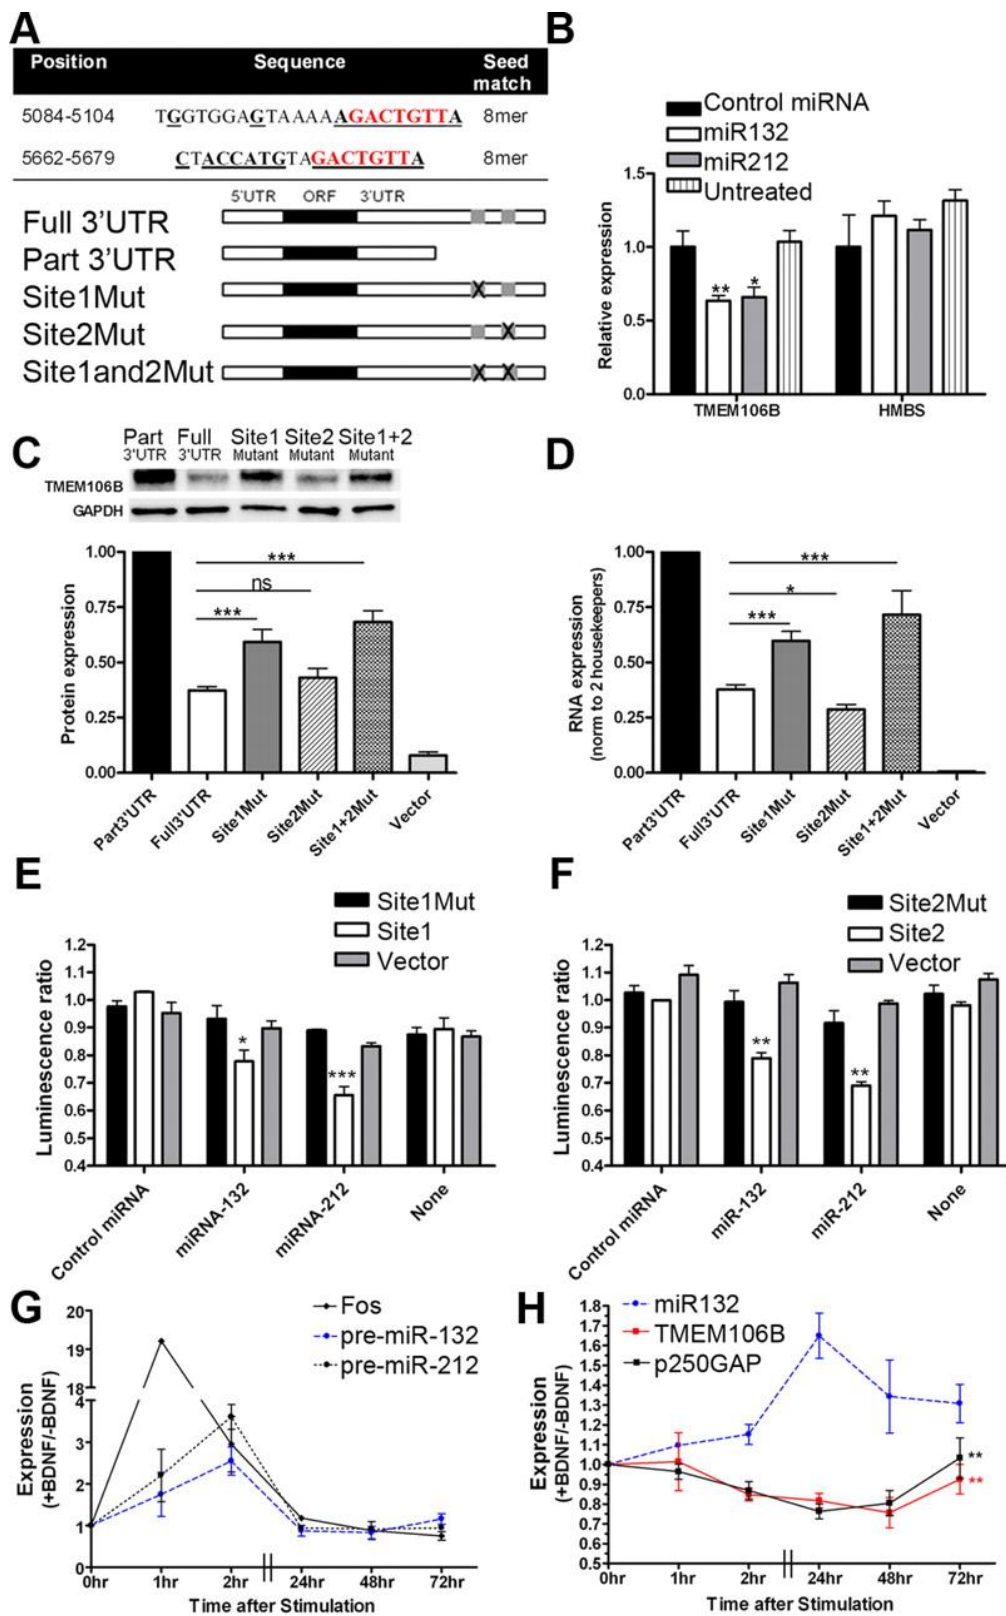 A
Position Sequence Seed match
5084-5104 TGGTGGAGTAAAAAAGACTGTTA 8mer
5662-5679 CTACCATGTAGACTGTTA 8mer
5'UTR ORF 3'UTR
Full 3'UTR
Part 3'UTR
Site1Mut
Site2Mut
Site1and2Mut
B
Control miRNA
miR132
miR212
Untreated
Relative expression
1.5
1.0
0.5
0.0
** *
TMEM106B HMBS
C
Part 3'UTR Full 3'UTR Site1 Mutant Site2 Mutant Site1+2 Mutant
TMEM106B
GAPDH
Protein expression
1.00
0.75
0.50
0.25
0.00
***
ns
***
Part3'UTR Full3'UTR Site1Mut Site2Mut Site1+2Mut Vector
D
RNA expression
(norm to 2 housekeepers)
1.00
0.75
0.50
0.25
0.00
***
*
***
Part3'UTR Full3'UTR Site1Mut Site2Mut Site1+2Mut Vector
E
Site1Mut
Site1
Vector
Luminescence ratio
1.2
1.1
1.0
0.9
0.8
0.7
0.6
0.5
0.4
* ***
Control miRNA miRNA-132 miRNA-212 None
F
Site2Mut
Site2
Vector
Luminescence ratio
1.2
1.1
1.0
0.9
0.8
0.7
0.6
0.5
0.4
** **
Control miRNA miR-132 miR-212 None
G
Fos
pre-miR-132
pre-miR-212
Expression
(+BDNF/-BDNF)
20
19
18
4
3
2
1
0
0hr 1hr 2hr 24hr 48hr 72hr
Time after Stimulation
H
miR132
TMEM106B
p250GAP
Expression
(+BDNF/-BDNF)
1.8
1.7
1.6
1.5
1.4
1.3
1.2
1.1
1.0
0.9
0.8
0.7
0.6
0.5
**
**
0hr 1hr 2hr 24hr 48hr 72hr
Time after Stimulation